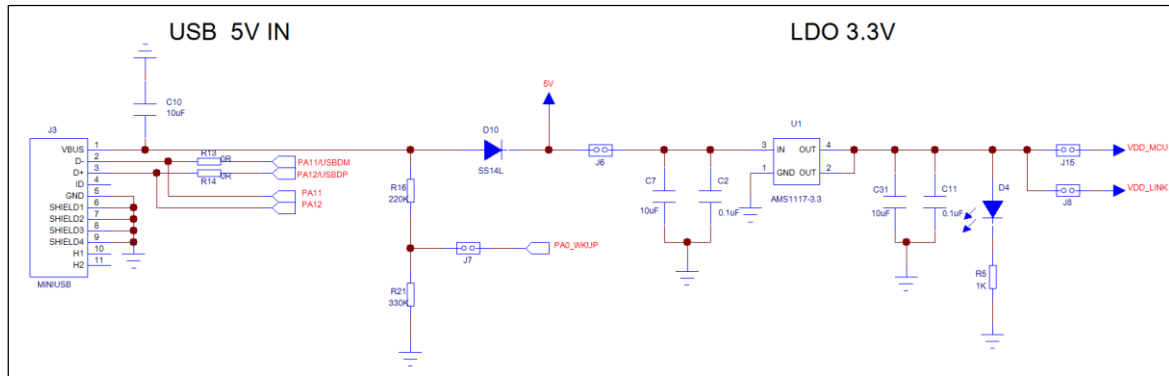 USB 5V IN
LDO 3.3V
C10
10uF
J3
VBUS 1
D- 2
D+ 3
ID 4
GND 5
SHIELD1 6
SHIELD2 7
SHIELD3 8
SHIELD4 9
H1 10
H2 11
MINIUSB
R13 0R
R14 0R
PA11/USBDM
PA12/USBDP
PA11
PA12
R16
220K
R21
330K
J7
PA0_WKUP
D10
SS14L
5V
J6
C7
10uF
C2
0.1uF
U1
3 IN OUT 4
1 GND OUT 2
AMS1117-3.3
C31
10uF
C11
0.1uF
D4
R5
1K
J15
VDD_MCU
J8
VDD_LINK